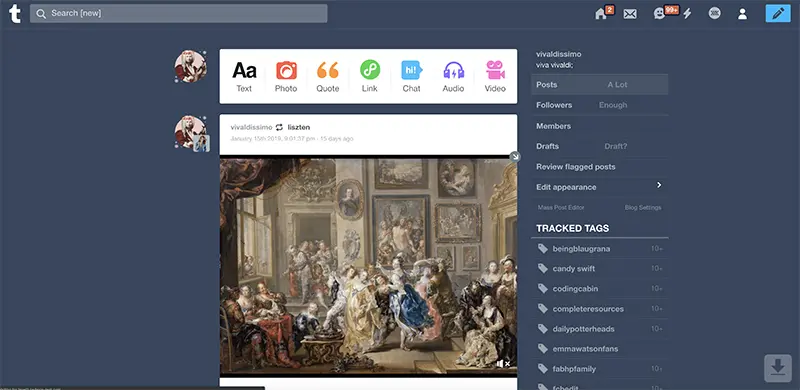 t
Search [new]
2
99+
Aa
hi!
Text
Photo
Quote
Link
Chat
Audio
Video
vivaldissimo liszten
January 15th 2019, 9:01:37 pm · 15 days ago
vivaldissimo
viva vivaldi;
Posts A Lot
Followers Enough
Members
Drafts Draft?
Review flagged posts
Edit appearance
Mass Post Editor Blog Settings
TRACKED TAGS
beingblaugrana 10+
candy swift 10+
codingcabin 10+
completeresources 10+
dailypotterheads 10+
emmawatsonfans
fabhpfamily 10+
fcbedit